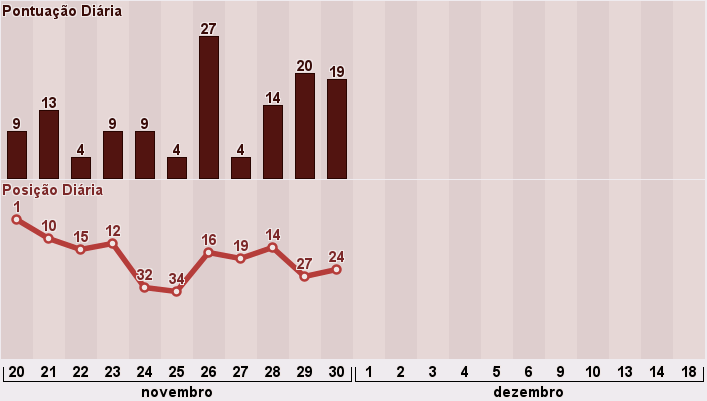 Pontuação Diária
9 13 4 9 9 4 27 4 14 20 19
Posição Diária
1 10 15 12 32 34 16 19 14 27 24
20 21 22 23 24 25 26 27 28 29 30 1 2 3 4 5 6 9 10 13 14 18
novembro dezembro